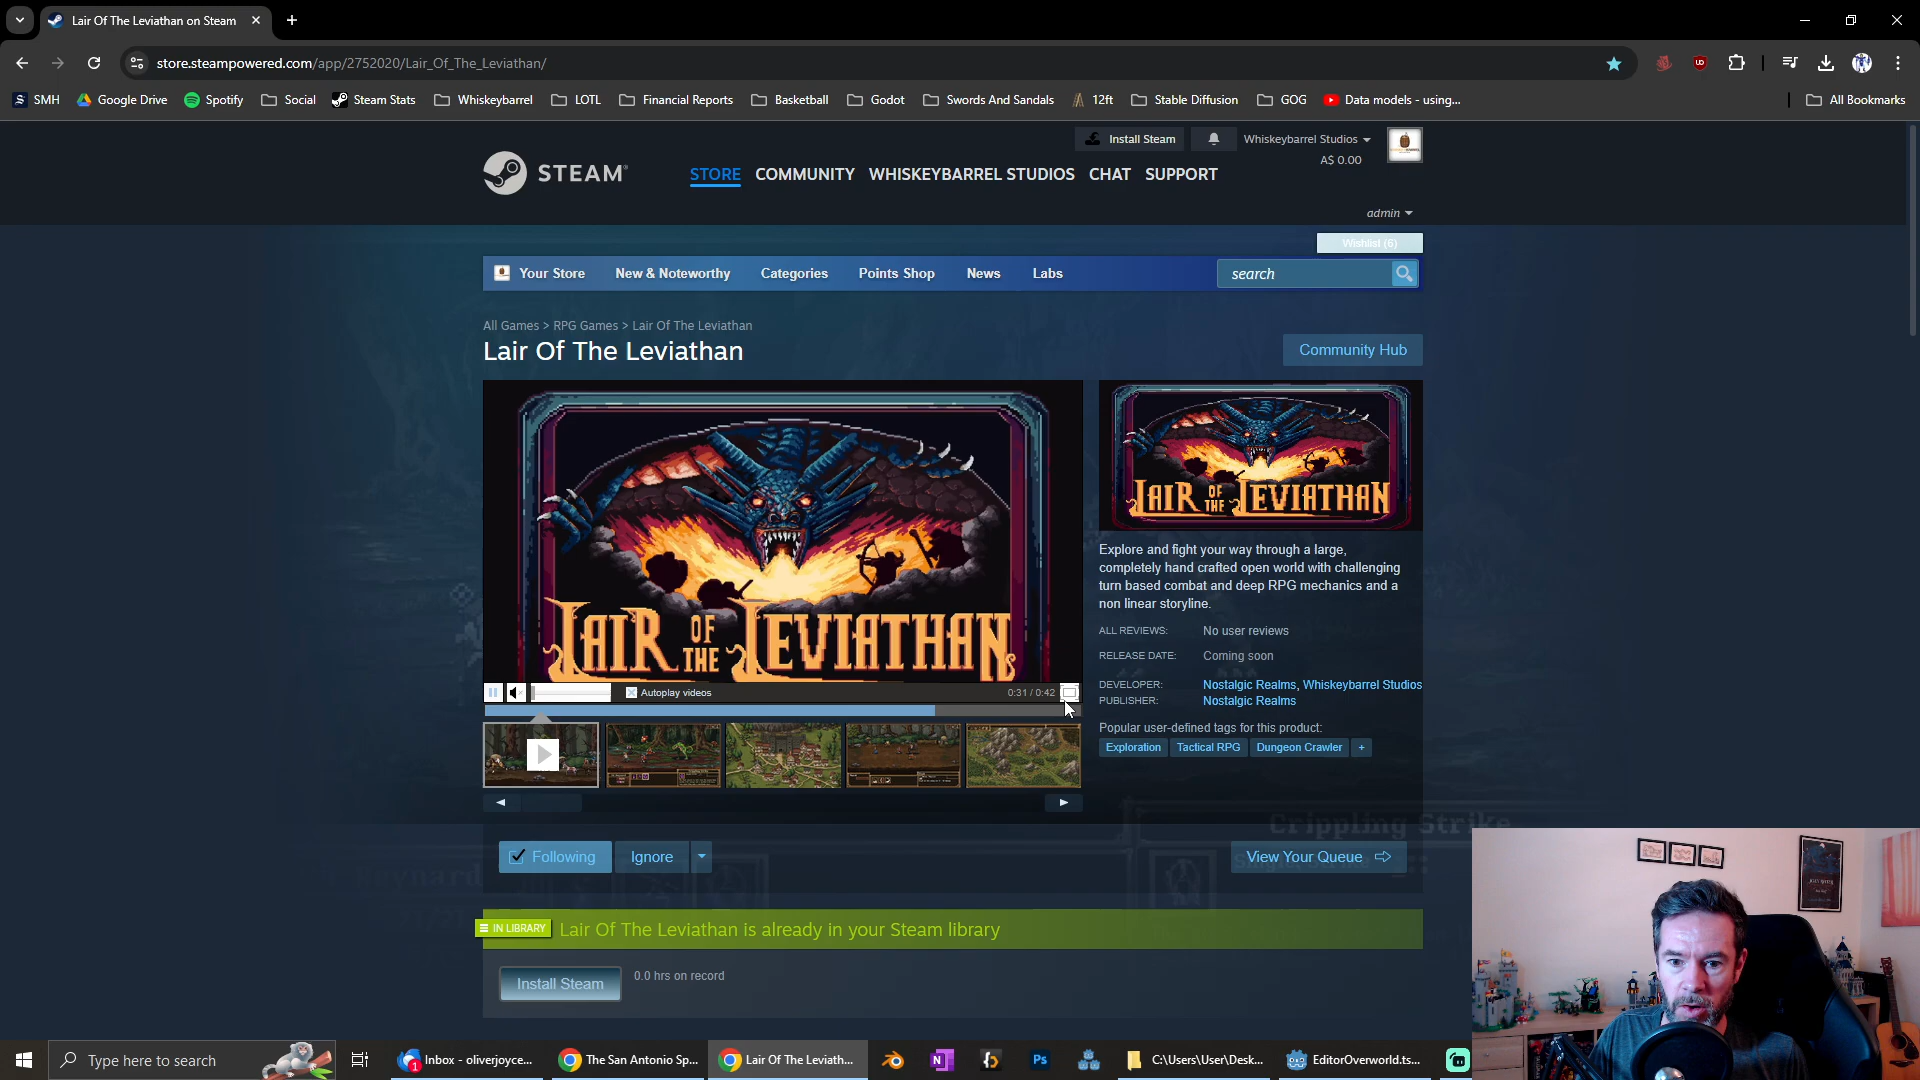 Lair Of The Leviathan on Steam
store.steampowered.com/app/2752020/Lair_Of_The_Leviathan/
SMH
Google Drive
Spotify
Social
Steam Stats
Whiskeybarrel
LOTL
Financial Reports
Basketball
Godot
Swords And Sandals
12ft
Stable Diffusion
GOG
Data models - using...
All Bookmarks
Install Steam
Whiskeybarrel Studios
A$ 0.00
STEAM
STORE
COMMUNITY
WHISKEYBARREL STUDIOS
CHAT
SUPPORT
admin
Wishlist (6)
Your Store
New & Noteworthy
Categories
Points Shop
News
Labs
search
All Games > RPG Games > Lair Of The Leviathan
Lair Of The Leviathan
Community Hub
LAIR OF THE LEVIATHAN
LAIR OF THE LEVIATHAN
Explore and fight your way through a large,
completely hand crafted open world with challenging
turn based combat and deep RPG mechanics and a
non linear storyline.
ALL REVIEWS: No user reviews
RELEASE DATE: Coming soon
DEVELOPER: Nostalgic Realms, Whiskeybarrel Studios
PUBLISHER: Nostalgic Realms
Popular user-defined tags for this product:
Exploration
Tactical RPG
Dungeon Crawler
+
Autoplay videos
0:31 / 0:42
Crippling Strike
Following
Ignore
View Your Queue
IN LIBRARY
Lair Of The Leviathan is already in your Steam library
Install Steam
0.0 hrs on record
Type here to search
1
Inbox - oliverjoyce...
The San Antonio Sp...
Lair Of The Leviath...
N
Ps
C:\Users\User\Desk...
EditorOverworld.ts...